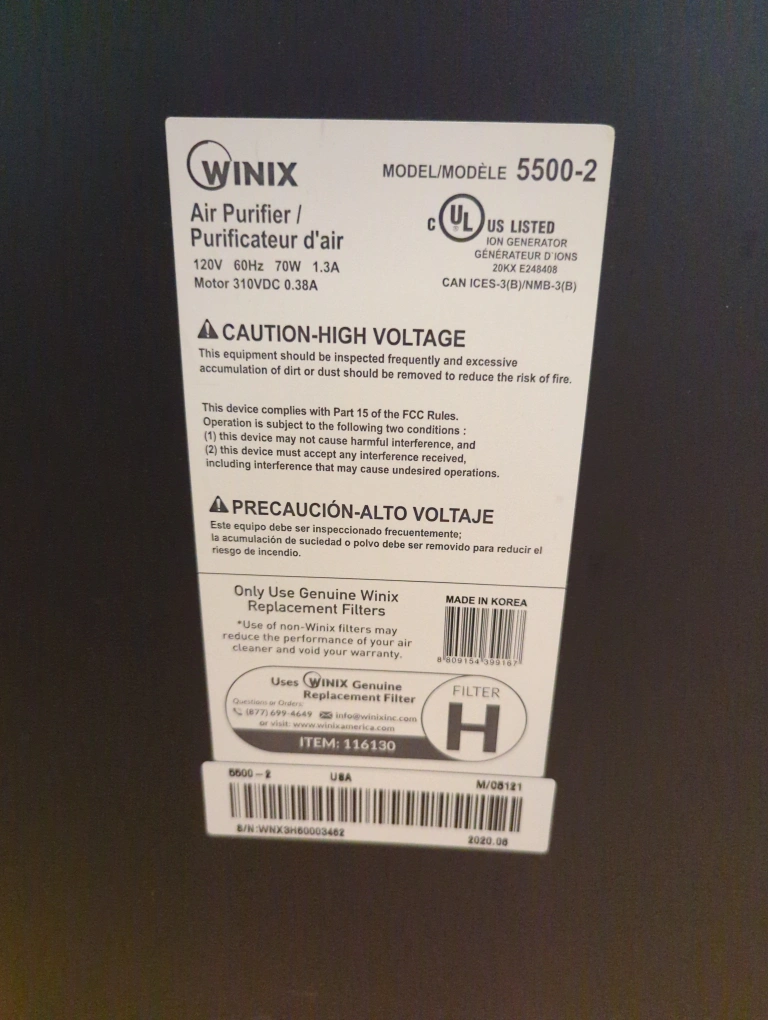 WINIX
MODEL/MODÈLE 5500-2
Air Purifier /
Purificateur d'air
120V 60Hz 70W 1.3A
Motor 310VDC 0.38A
C UL US LISTED
ION GENERATOR
GÉNÉRATEUR D'IONS
20KX E248408
CAN ICES-3(B)/NMB-3(B)
CAUTION-HIGH VOLTAGE
This equipment should be inspected frequently and excessive
accumulation of dirt or dust should be removed to reduce the risk of fire.
This device complies with Part 15 of the FCC Rules.
Operation is subject to the following two conditions :
(1) this device may not cause harmful interference, and
(2) this device must accept any interference received,
including interference that may cause undesired operations.
PRECAUCIÓN-ALTO VOLTAJE
Este equipo debe ser inspeccionado frecuentemente;
la acumulación de suciedad o polvo debe ser removido para reducir el
riesgo de incendio.
Only Use Genuine Winix
Replacement Filters
*Use of non-Winix filters may
reduce the performance of your air
cleaner and void your warranty.
MADE IN KOREA
8 809154 399167
Uses WINIX Genuine
Replacement Filter
Questions or Orders:
(877) 699-4649 info@winixinc.com
or visit: www.winixamerica.com
ITEM: 116130
FILTER
H
5500-2 USA M/08121
S/N:WNX3H60003462
2020.08